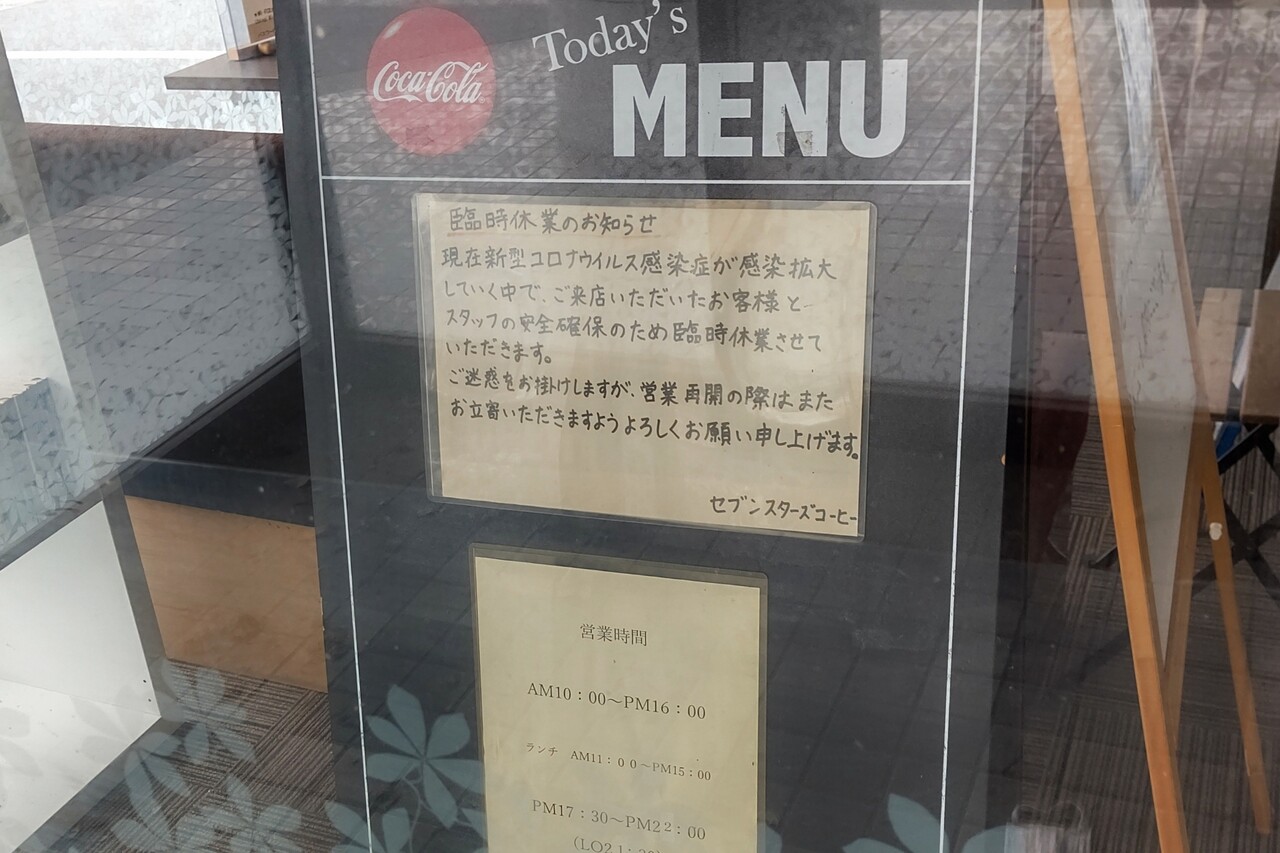 Coca-Cola
Today's
MENU
臨時休業のお知らせ
現在新型コロナウイルス感染症が感染拡大
していく中で、ご来店いただいたお客様と
スタッフの安全確保のため臨時休業させて
いただきます。
ご迷惑をお掛けしますが、営業再開の際はまた
お立寄いただきますようよろしくお願い申し上げます。
セブンスターズコーヒー
営業時間
AM10：00～PM16：00
ランチ AM11：００～PM15：00
PM17：30～PM22：00